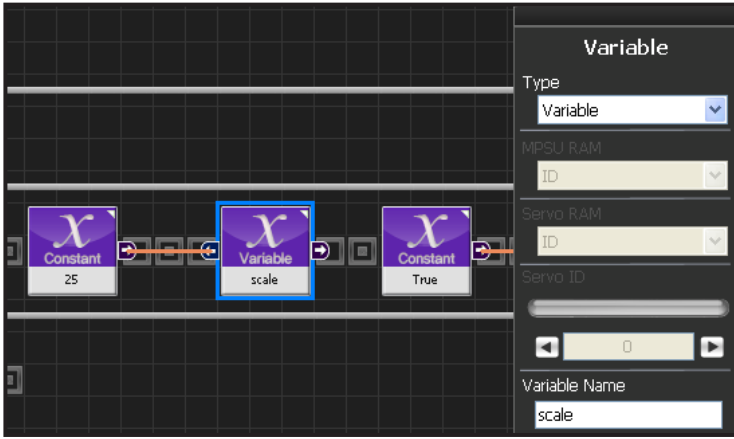 Variable
Type
Variable
MPSU RAM
ID
Servo RAM
ID
Servo ID
0
Variable Name
scale
X
Constant
25
X
Variable
scale
X
Constant
True